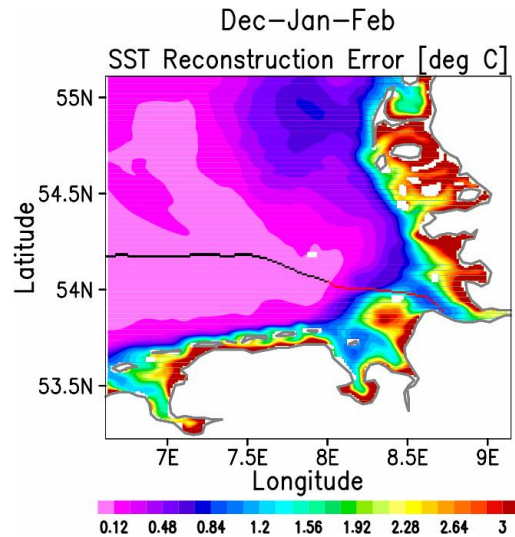 Dec-Jan-Feb
SST Reconstruction Error [deg C]
55N
54.5N
Latitude
54N
53.5N
7E 7.5E 8E 8.5E 9E
Longitude
0.12 0.48 0.84 1.2 1.56 1.92 2.28 2.64 3